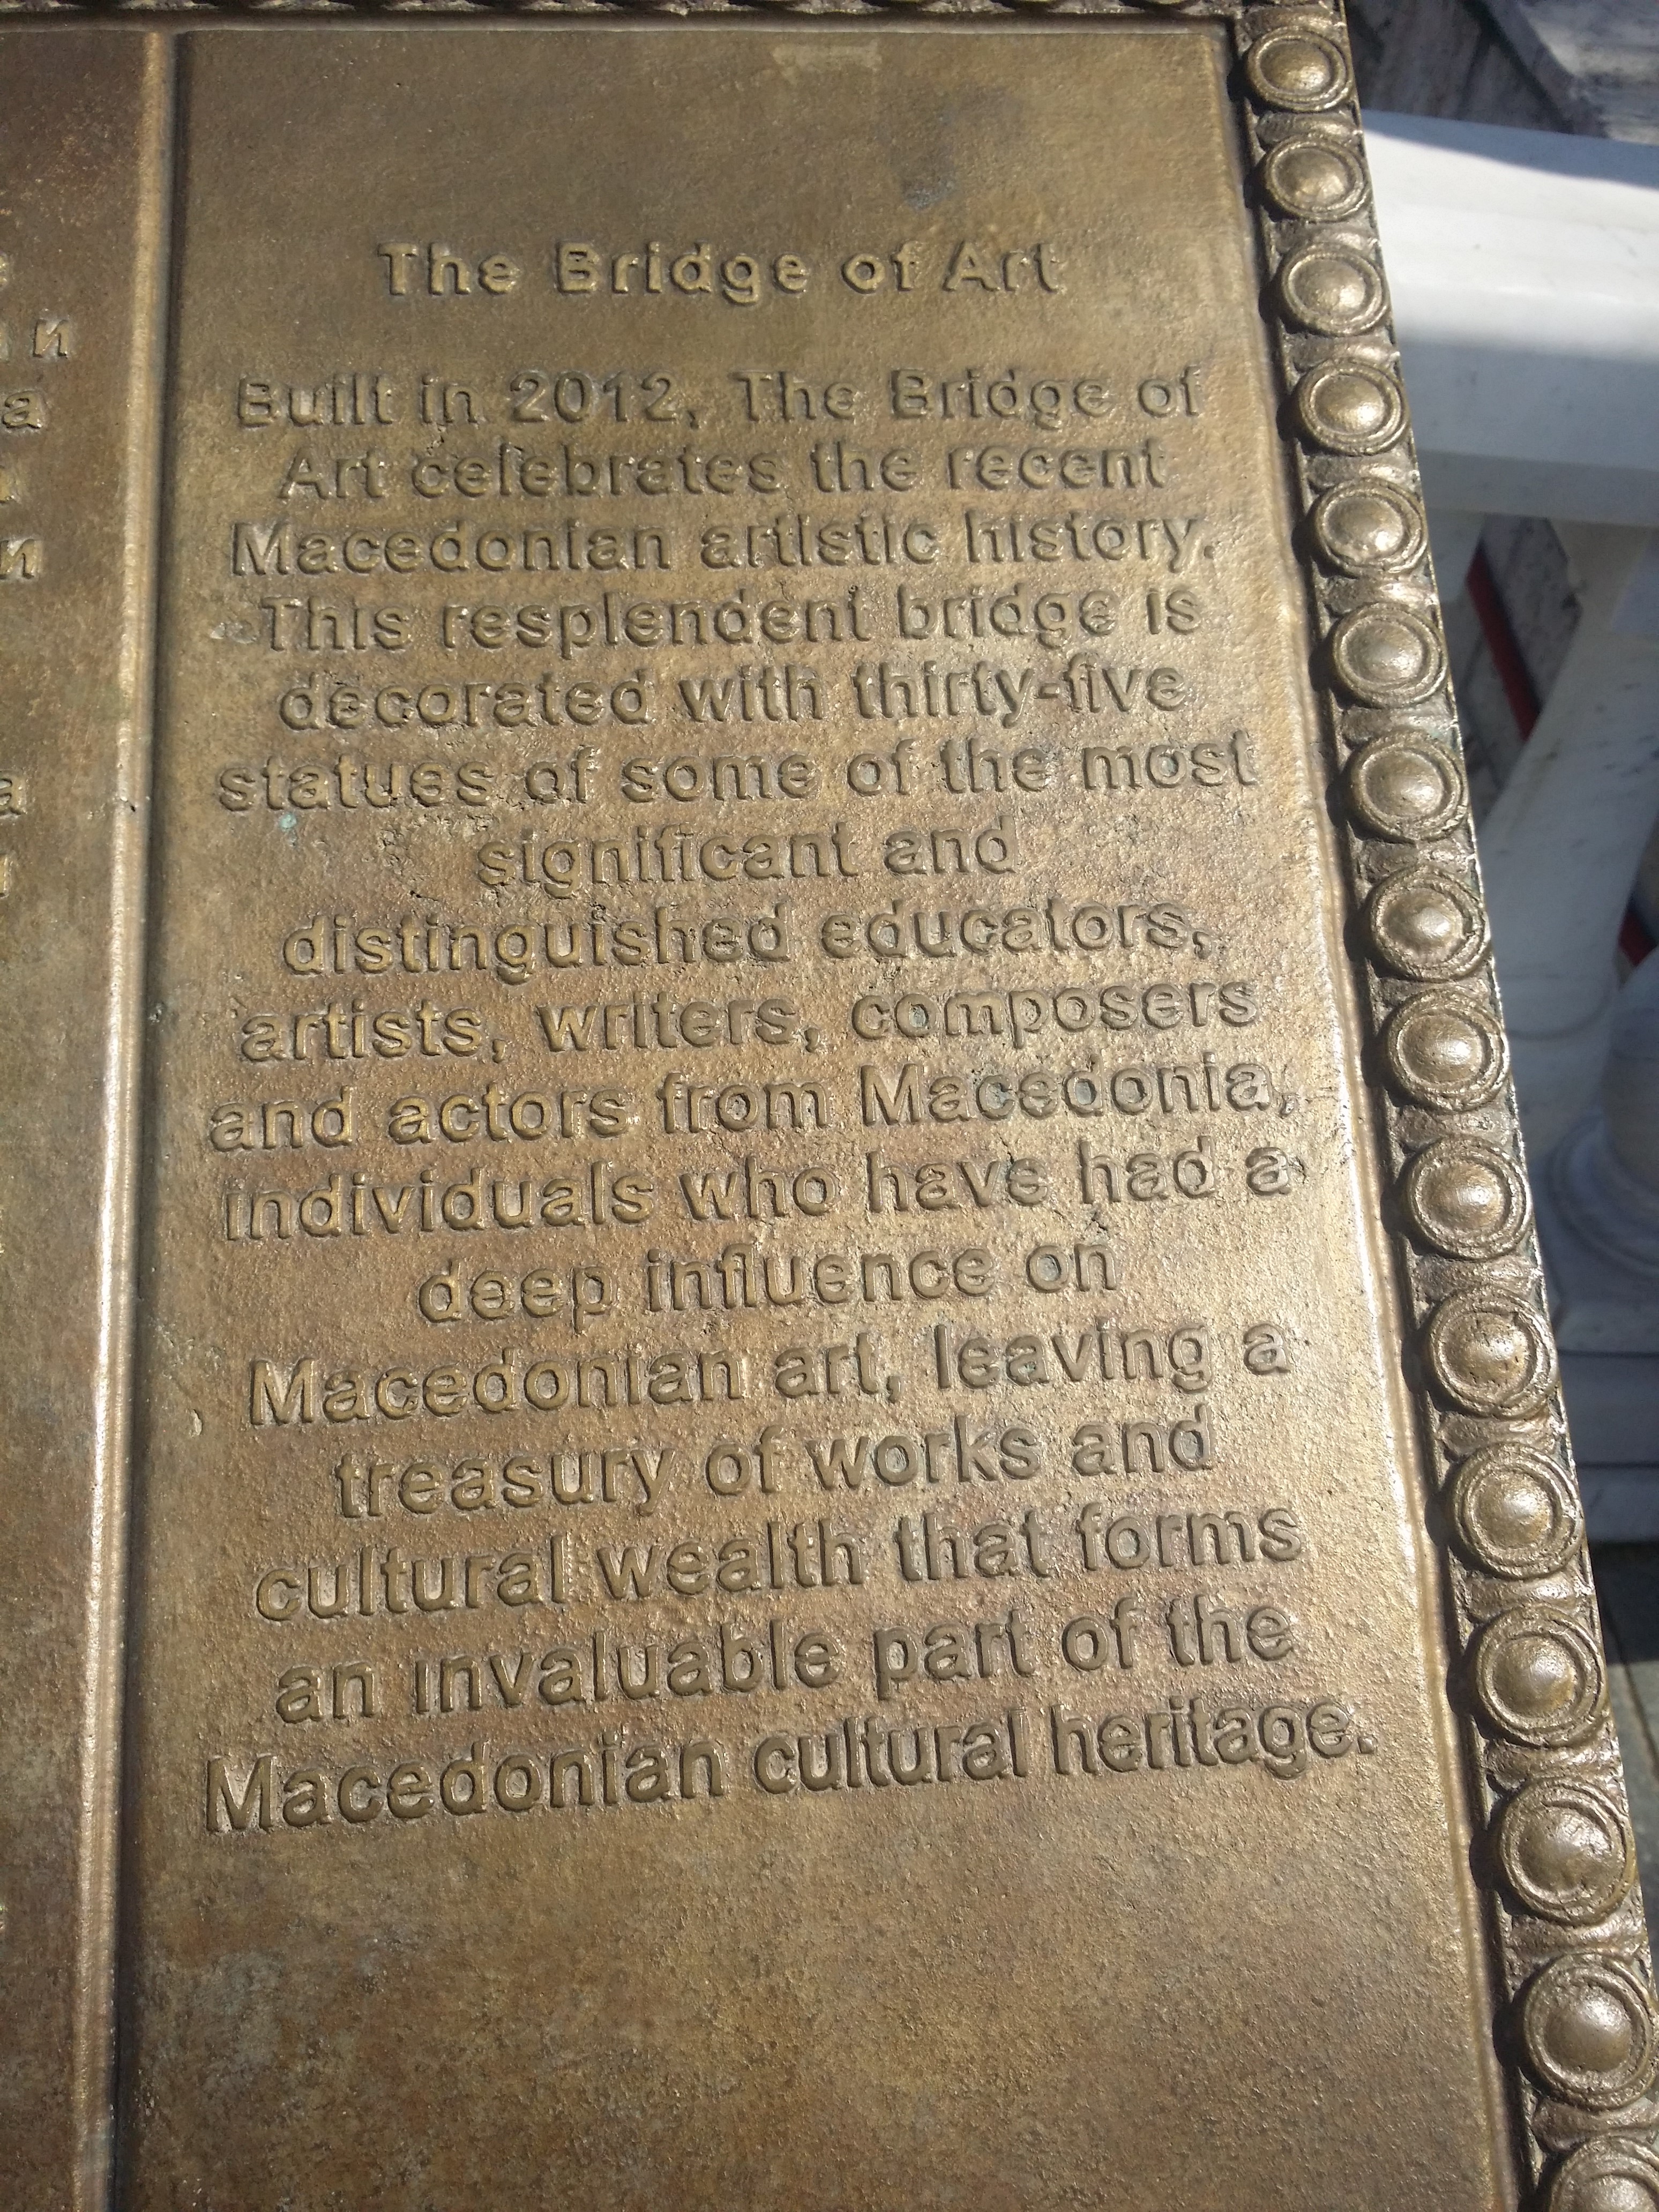 The Bridge of Art
Built in 2012, The Bridge of
Art celebrates the recent
Macedonian artistic history.
This resplendent bridge is
decorated with thirty-five
statues of some of the most
significant and
distinguished educators,
artists, writers, composers
and actors from Macedonia,
individuals who have had a
deep influence on
Macedonian art, leaving a
treasury of works and
cultural wealth that forms
an invaluable part of the
Macedonian cultural heritage.